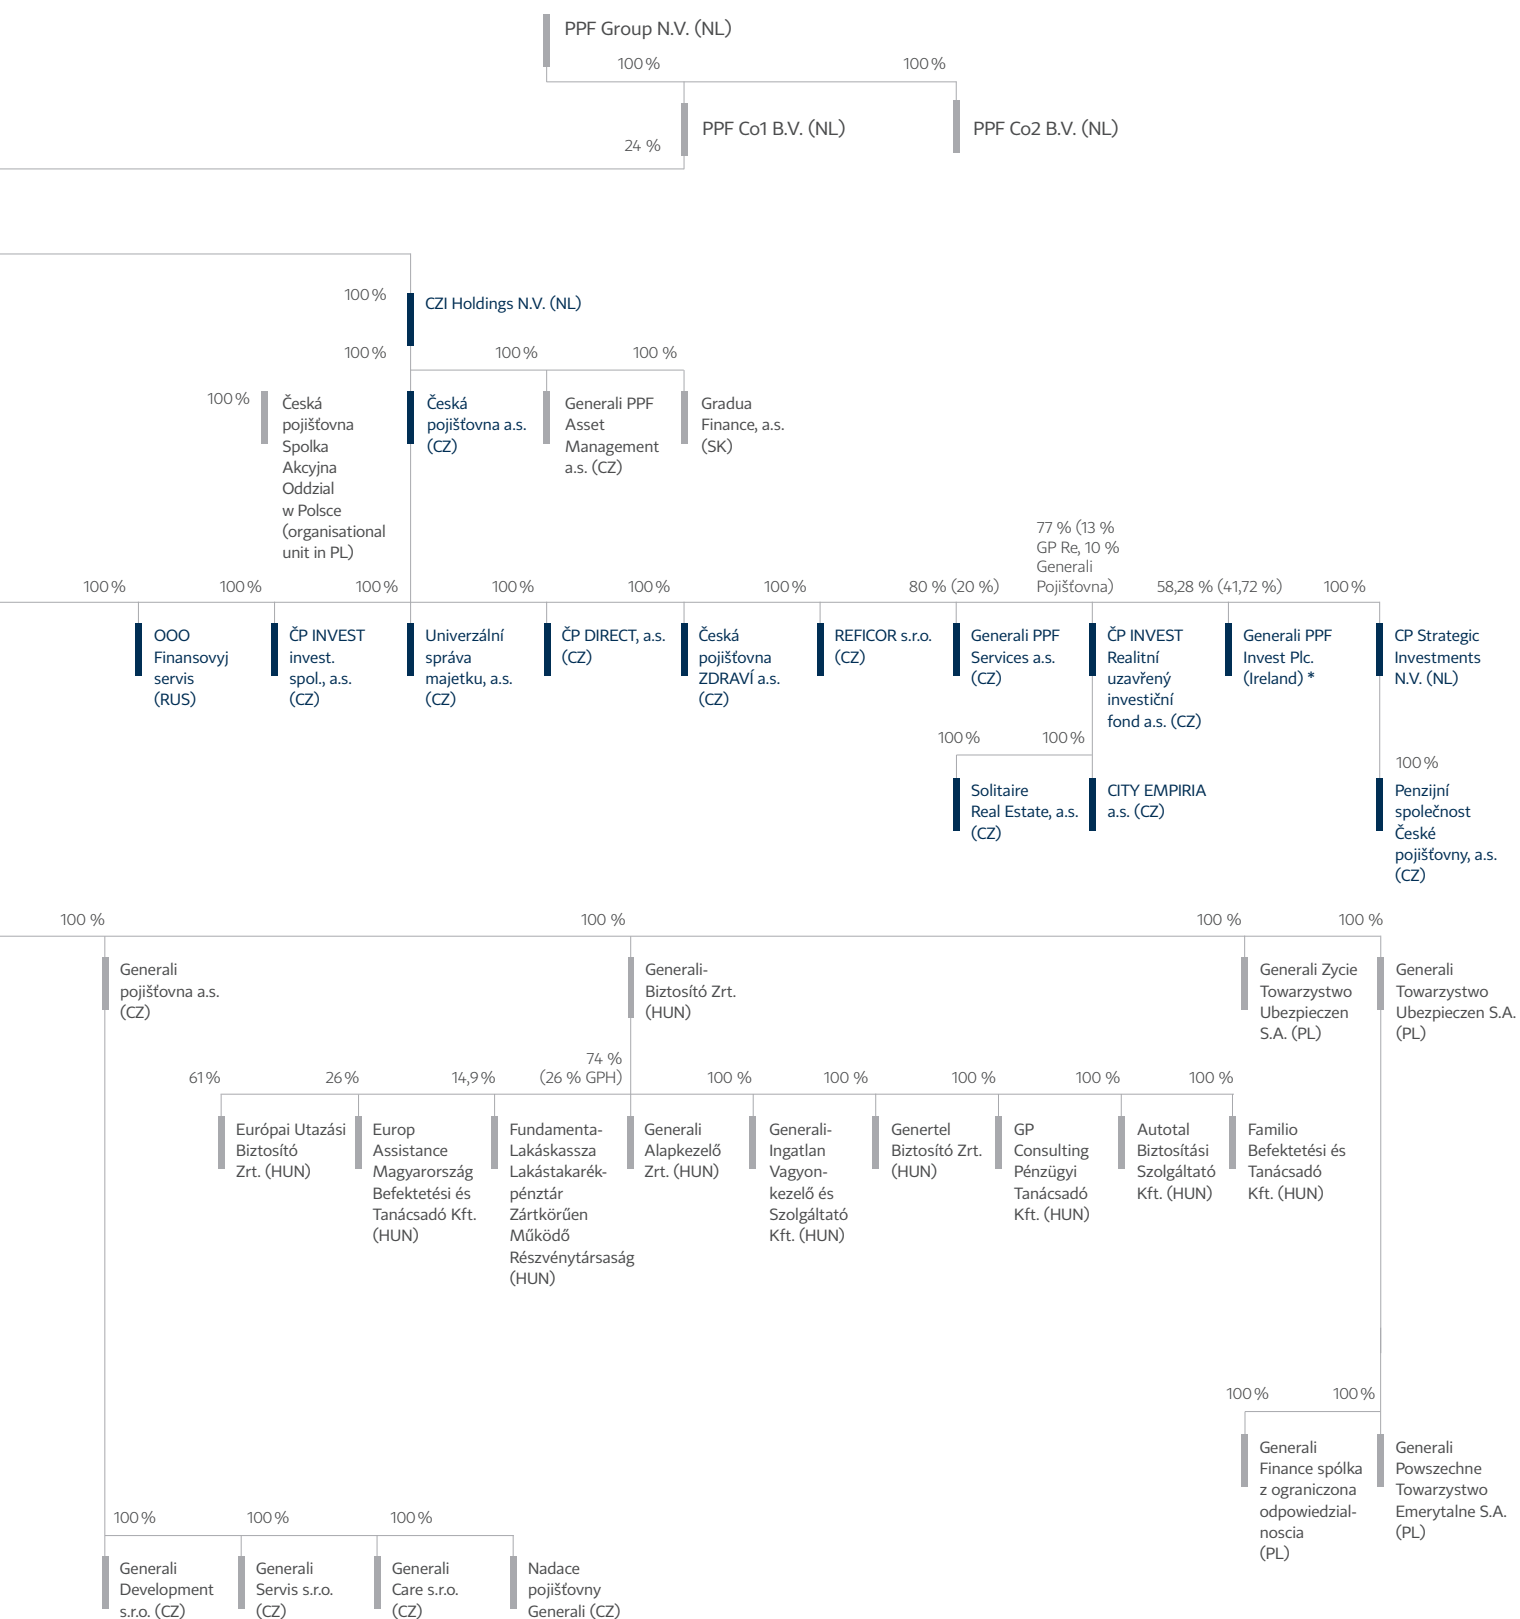 PPF Group N.V. (NL)
100 %
100 %
PPF Co1 B.V. (NL)
PPF Co2 B.V. (NL)
24 %
100 %
CZI Holdings N.V. (NL)
100 %
100 %
100 %
100 %
Česká
pojišťovna
Spolka
Akcyjna
Oddzial
w Polsce
(organisational
unit in PL)
Česká
pojišťovna a.s.
(CZ)
Generali PPF
Asset
Management
a.s. (CZ)
Gradua
Finance, a.s.
(SK)
100 %
100 %
100 %
100 %
100 %
100 %
80 % (20 %)
77 % (13 %
GP Re, 10 %
Generali
Pojišťovna)
58,28 % (41,72 %)
100 %
OOO
Finansovyj
servis
(RUS)
ČP INVEST
invest.
spol., a.s.
(CZ)
Univerzální
správa
majetku, a.s.
(CZ)
ČP DIRECT, a.s.
(CZ)
Česká
pojišťovna
ZDRAVÍ a.s.
(CZ)
REFICOR s.r.o.
(CZ)
Generali PPF
Services a.s.
(CZ)
ČP INVEST
Realitní
uzavřený
investiční
fond a.s. (CZ)
Generali PPF
Invest Plc.
(Ireland) *
CP Strategic
Investments
N.V. (NL)
100 %
100 %
100 %
Solitaire
Real Estate, a.s.
(CZ)
CITY EMPIRIA
a.s. (CZ)
Penzijní
společnost
České
pojišťovny, a.s.
(CZ)
100 %
100 %
100 %
100 %
Generali
pojišťovna a.s.
(CZ)
Generali-
Biztosító Zrt.
(HUN)
Generali Zycie
Towarzystwo
Ubezpieczen
S.A. (PL)
Generali
Towarzystwo
Ubezpieczen S.A.
(PL)
61 %
26 %
14,9 %
74 %
(26 % GPH)
100 %
100 %
100 %
100 %
100 %
Európai Utazási
Biztosító
Zrt. (HUN)
Europ
Assistance
Magyarország
Befektetési és
Tanácsadó Kft.
(HUN)
Fundamenta-
Lakáskassza
Lakástakarék-
pénztár
Zártkörűen
Működő
Részvénytársaság
(HUN)
Generali
Alapkezelő
Zrt. (HUN)
Generali-
Ingatlan
Vagyon-
kezelő és
Szolgáltató
Kft. (HUN)
Genertel
Biztosító Zrt.
(HUN)
GP
Consulting
Pénzügyi
Tanácsadó
Kft. (HUN)
Autotal
Biztosítási
Szolgáltató
Kft. (HUN)
Familio
Befektetési és
Tanácsadó
Kft. (HUN)
100 %
100 %
Generali
Finance spólka
z ograniczona
odpowiedzial-
noscia
(PL)
Generali
Powszechne
Towarzystwo
Emerytalne S.A.
(PL)
100 %
100 %
100 %
Generali
Development
s.r.o. (CZ)
Generali
Servis s.r.o.
(CZ)
Generali
Care s.r.o.
(CZ)
Nadace
pojišťovny
Generali (CZ)